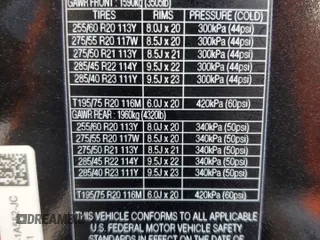 GAWR FRONT : 1590kg (3505lb)
TIRES RIMS PRESSURE (COLD)
255/60 R20 113Y 8.0J x 20 300kPa (44psi)
275/55 R20 117W 8.0J x 20 300kPa (44psi)
275/50 R21 113Y 9.5J x 21 300kPa (44psi)
285/45 R22 114Y 9.5J x 22 300kPa (44psi)
285/40 R23 111Y 9.5J x 23 300kPa (44psi)
T195/75 R20 116M 6.0J x 20 420kPa (60psi)
GAWR REAR : 1960kg (4320lb)
255/60 R20 113Y 8.0J x 20 340kPa (50psi)
275/55 R20 117W 8.0J x 20 340kPa (50psi)
275/50 R21 113Y 9.5J x 21 340kPa (50psi)
285/45 R22 114Y 9.5J x 22 340kPa (50psi)
285/40 R23 111Y 9.5J x 23 340kPa (50psi)
T195/75 R20 116M 6.0J x 20 420kPa (60psi)
THIS VEHICLE CONFORMS TO ALL
FEDERAL MOTOR VEHICLE SAFETY